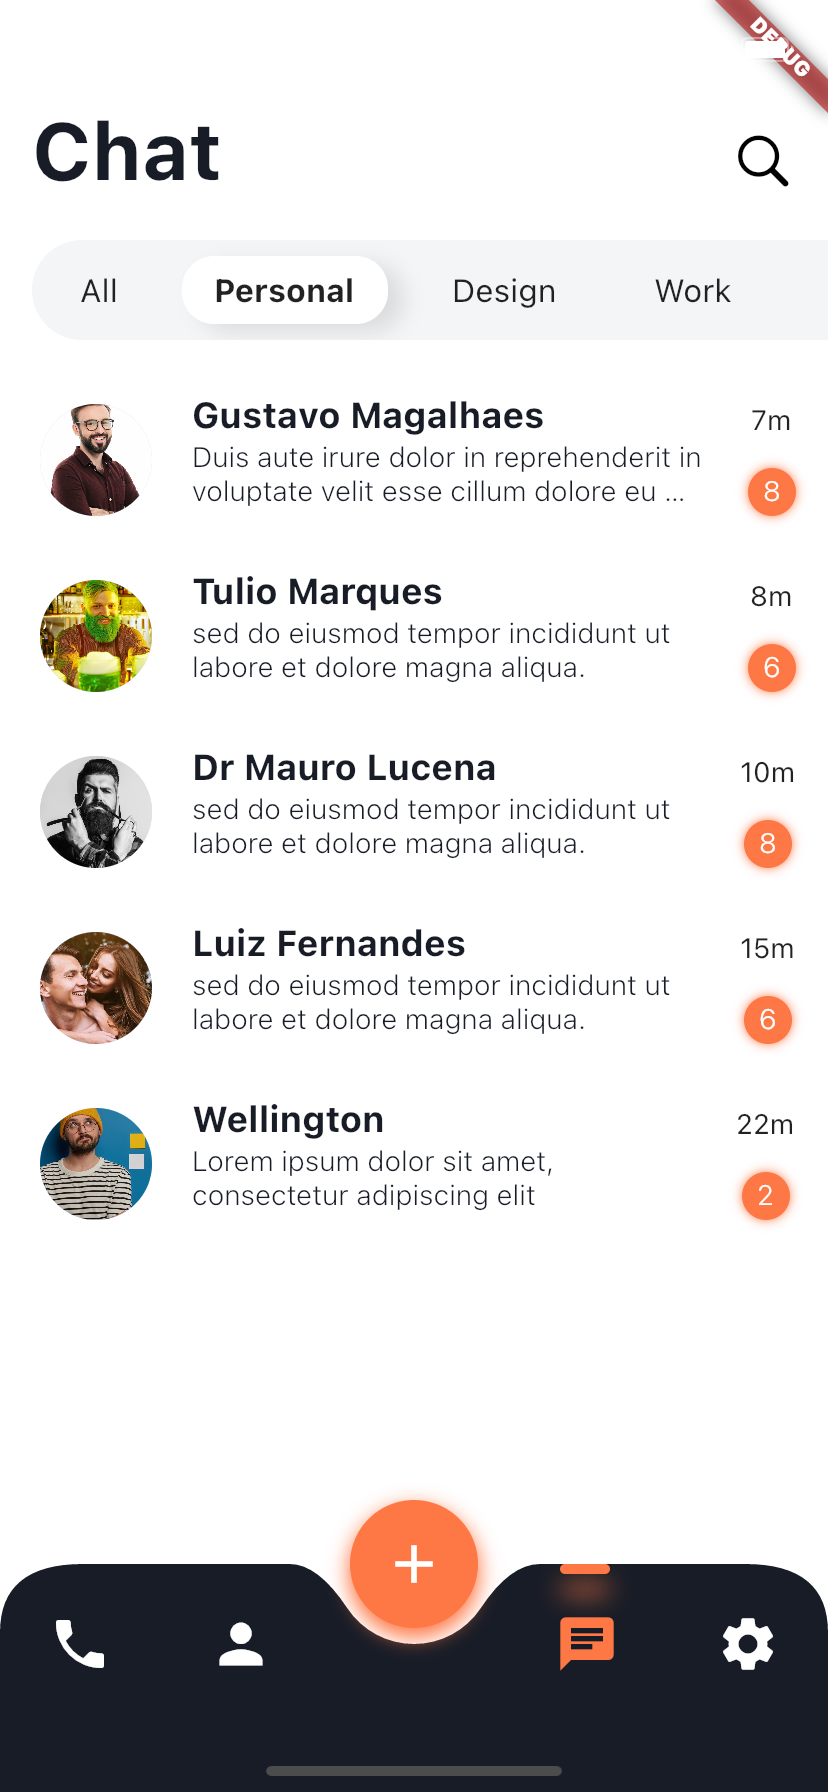 DEBUG
Chat
All Personal Design Work
Gustavo Magalhaes 7m
Duis aute irure dolor in reprehenderit in
voluptate velit esse cillum dolore eu ... 8
Tulio Marques 8m
sed do eiusmod tempor incididunt ut
labore et dolore magna aliqua. 6
Dr Mauro Lucena 10m
sed do eiusmod tempor incididunt ut
labore et dolore magna aliqua. 8
Luiz Fernandes 15m
sed do eiusmod tempor incididunt ut
labore et dolore magna aliqua. 6
Wellington 22m
Lorem ipsum dolor sit amet,
consectetur adipiscing elit 2